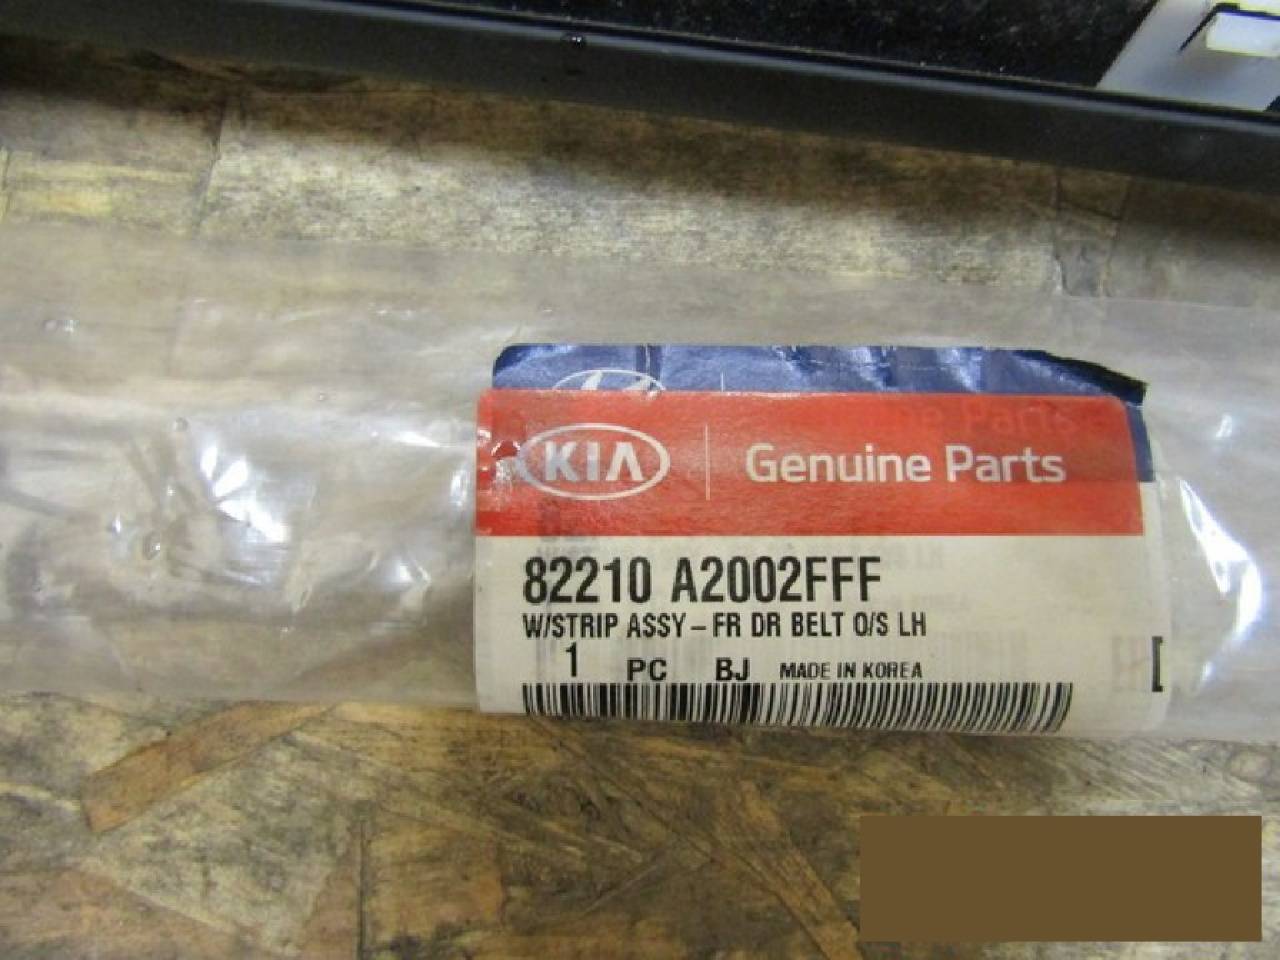 KIA Genuine Parts
82210 A2002FFF
W/STRIP ASSY-FR DR BELT O/S LH
1 PC BJ MADE IN KOREA